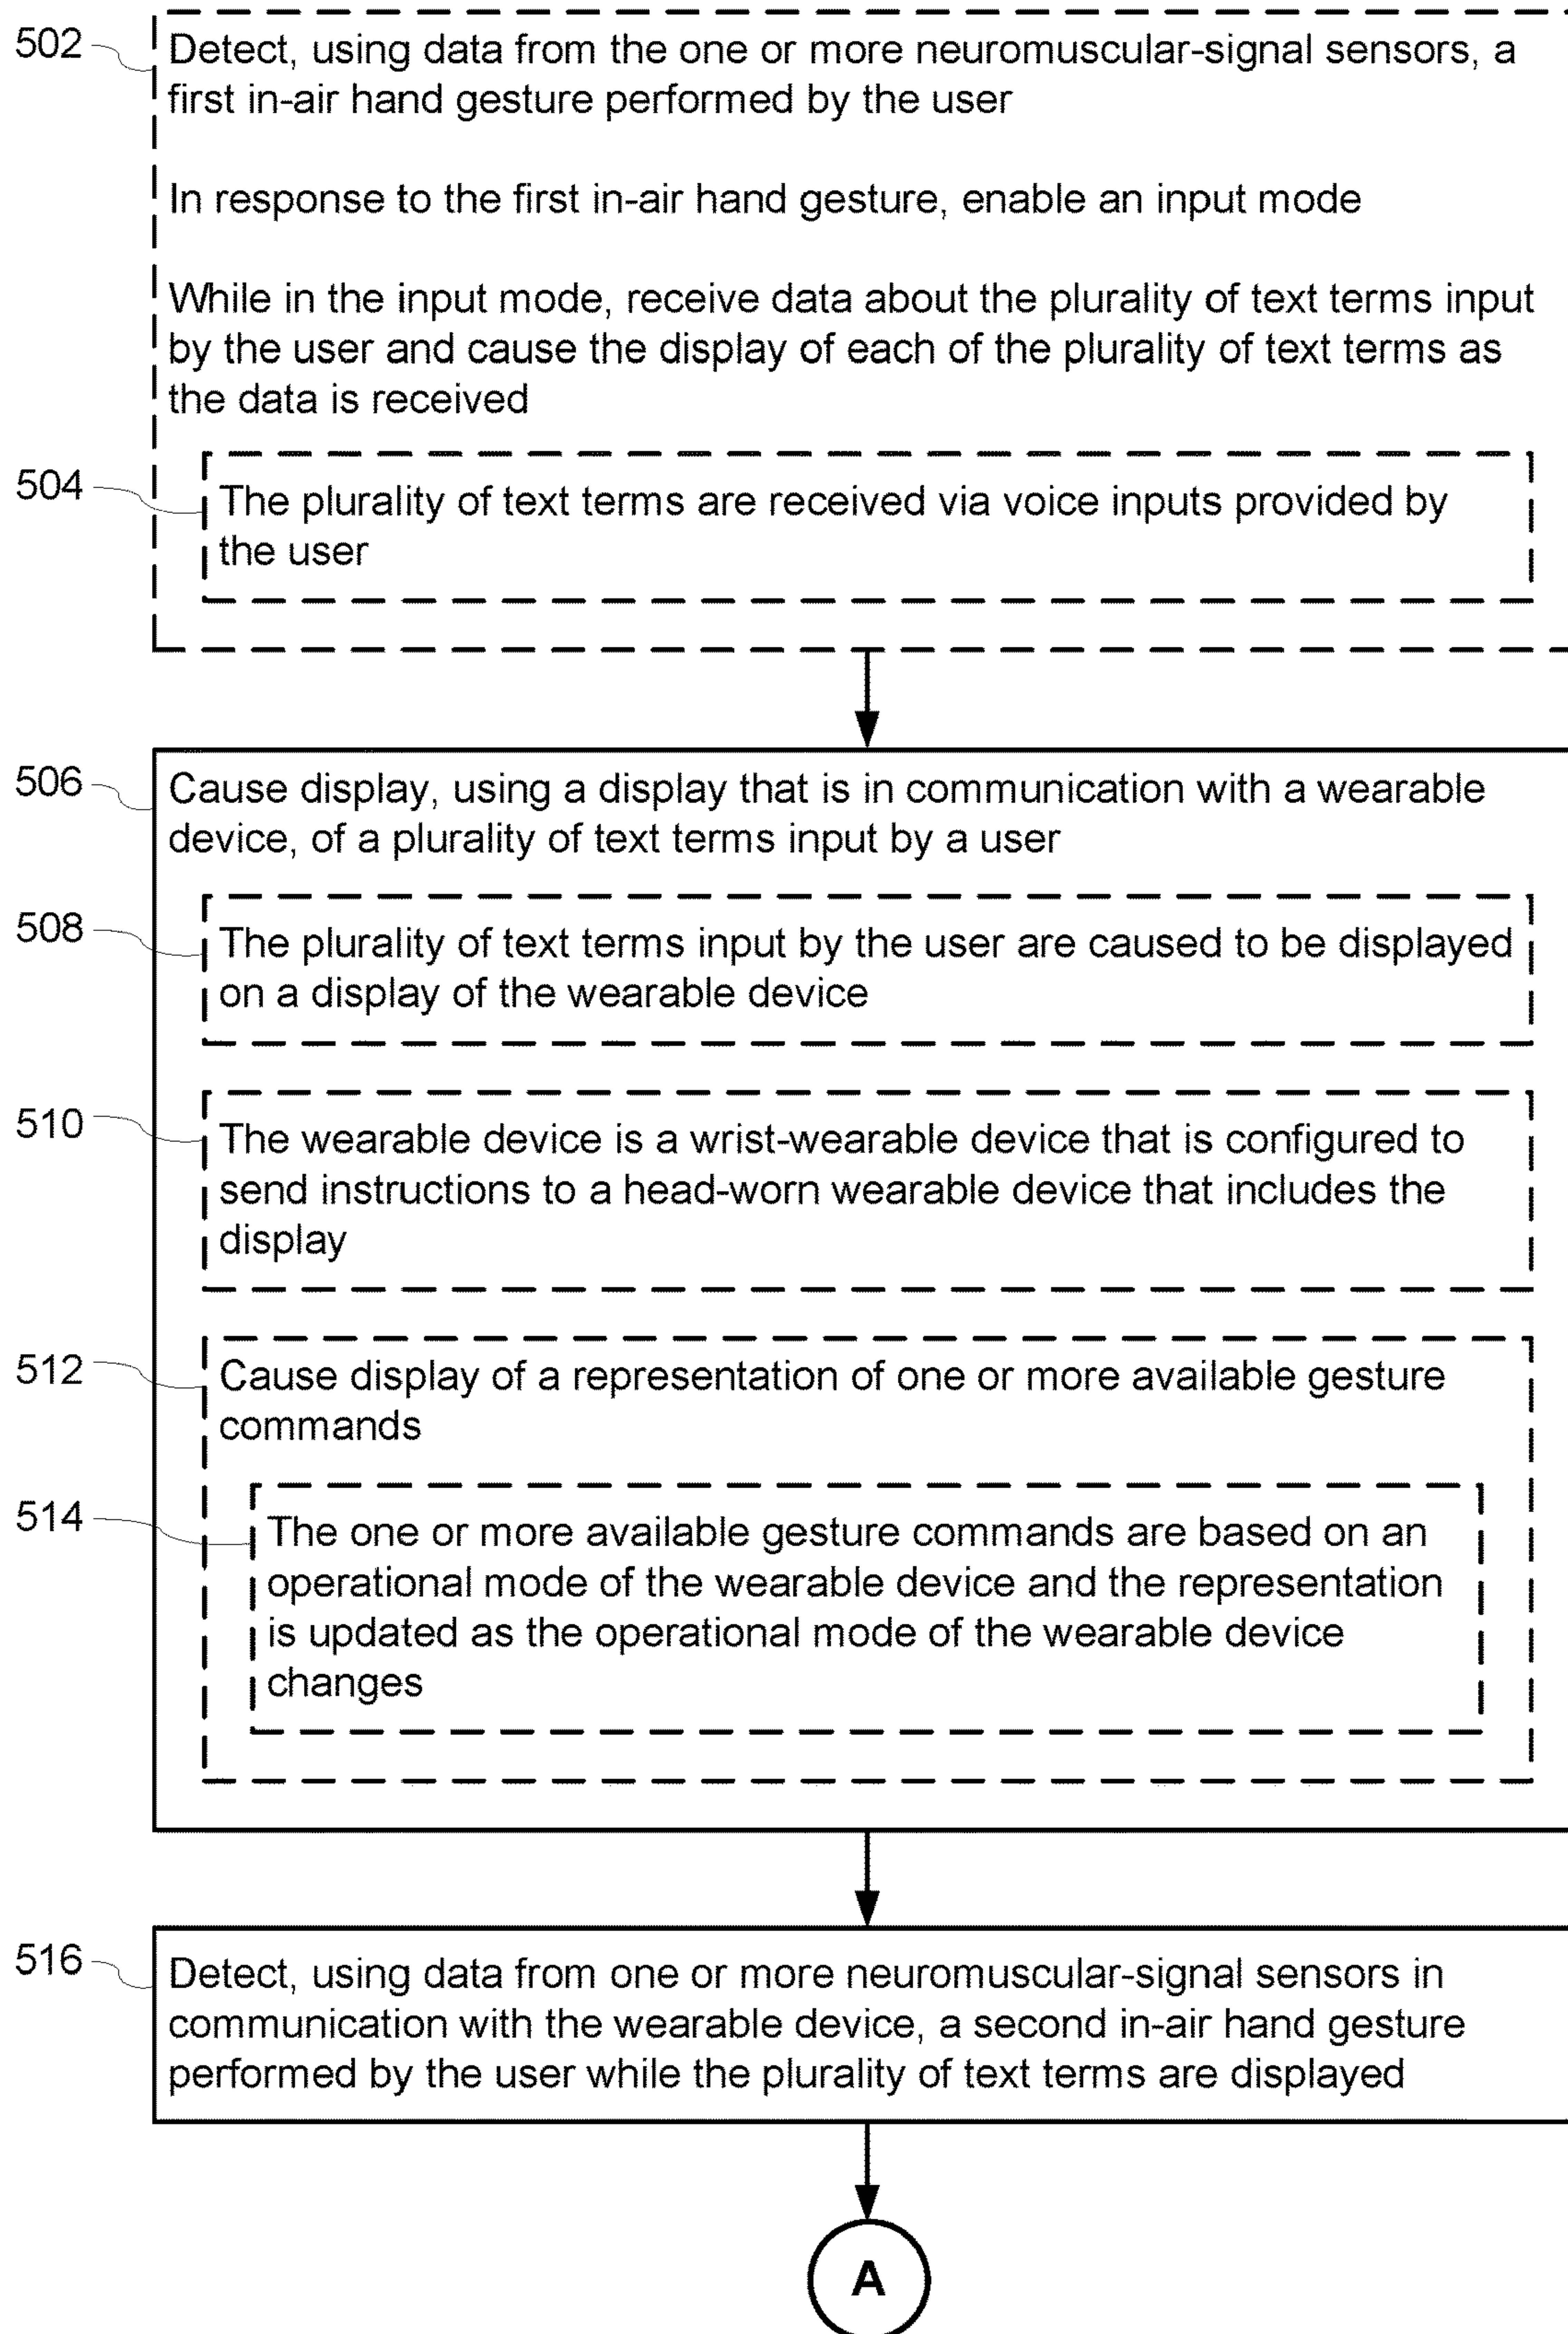 502
Detect, using data from the one or more neuromuscular-signal sensors, a
first in-air hand gesture performed by the user
In response to the first in-air hand gesture, enable an input mode
While in the input mode, receive data about the plurality of text terms input
by the user and cause the display of each of the plurality of text terms as
the data is received
504
The plurality of text terms are received via voice inputs provided by
the user
506
Cause display, using a display that is in communication with a wearable
device, of a plurality of text terms input by a user
508
The plurality of text terms input by the user are caused to be displayed
on a display of the wearable device
510
The wearable device is a wrist-wearable device that is configured to
send instructions to a head-worn wearable device that includes the
display
512
Cause display of a representation of one or more available gesture
commands
514
The one or more available gesture commands are based on an
operational mode of the wearable device and the representation
is updated as the operational mode of the wearable device
changes
516
Detect, using data from one or more neuromuscular-signal sensors in
communication with the wearable device, a second in-air hand gesture
performed by the user while the plurality of text terms are displayed
A